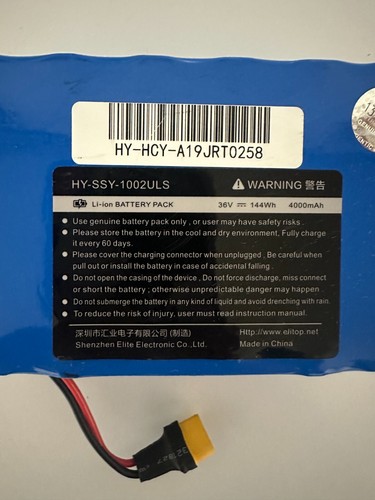 HY-HCY-A19JRT0258
HY-SSY-1002ULS
WARNING 警告
Li-ion BATTERY PACK
36V ⎓ 144Wh 4000mAh
● Use genuine battery pack only , or user may have safety risks .
● Please store the battery in the cool and dry environment, Fully charge
it every 60 days.
● Please cover the charging connector when unplugged , Be careful when
pull out or install the battery in case of accidental falling .
● Do not open the casing of the device , Do not force discharge, miss connect
or short the battery , otherwise unpredictable danger may happen .
● Do not submerge the battery in any kind of liquid and avoid drenching with rain.
● To reduce the risk of injury, user must read instruction manual.
深圳市汇业电子有限公司 (制造)
Shenzhen Elite Electronic Co.,Ltd.
Http://www.elitop.net
Made in China